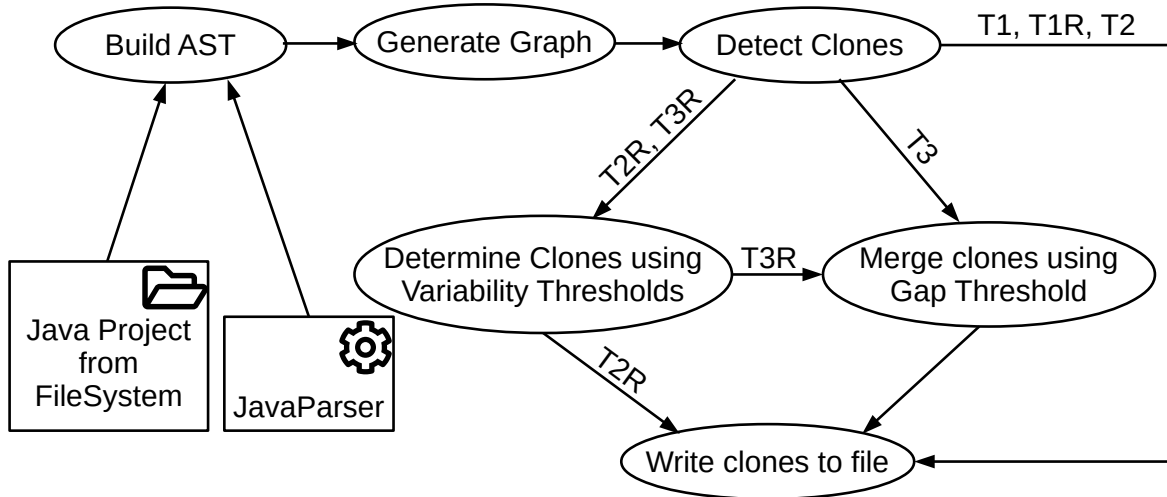 Build AST
Generate Graph
Detect Clones
T1, T1R, T2
T2R, T3R
T3
Determine Clones using
Variability Thresholds
T3R
Merge clones using
Gap Threshold
Java Project
from
FileSystem
JavaParser
T2R
Write clones to file